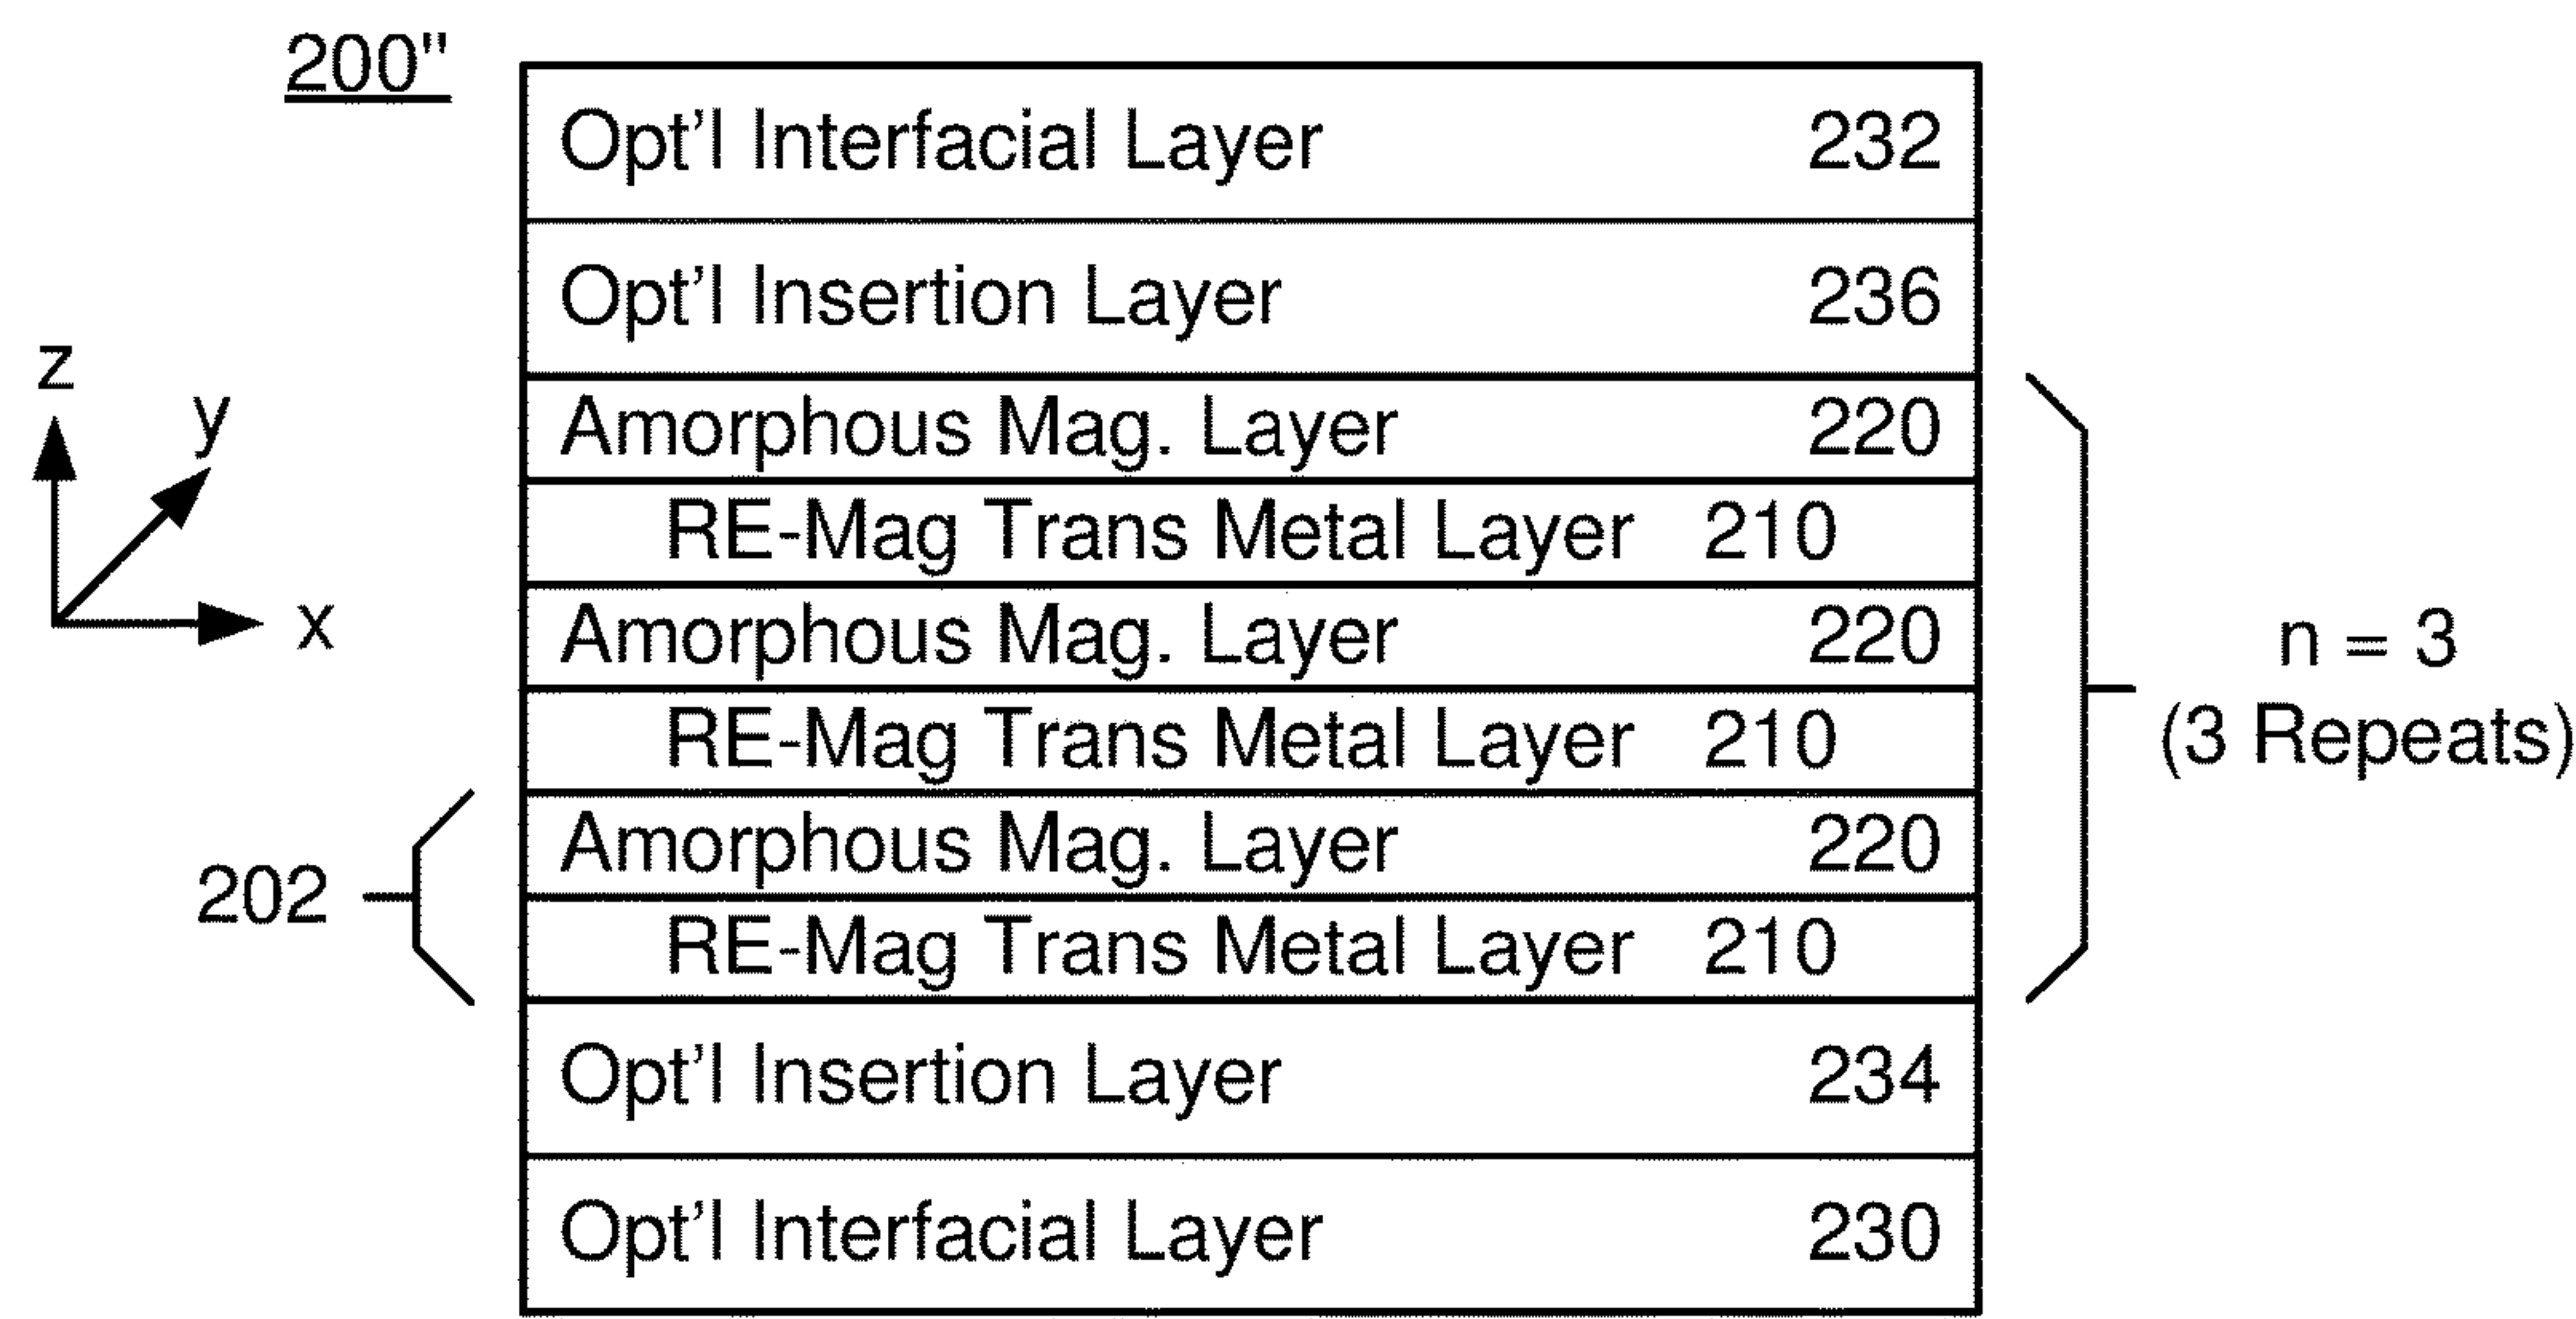 200"
Opt'l Interfacial Layer 232
Opt'l Insertion Layer 236
z
y
x
Amorphous Mag. Layer 220
RE-Mag Trans Metal Layer 210
Amorphous Mag. Layer 220
RE-Mag Trans Metal Layer 210
Amorphous Mag. Layer 220
RE-Mag Trans Metal Layer 210
n = 3
(3 Repeats)
202
Opt'l Insertion Layer 234
Opt'l Interfacial Layer 230